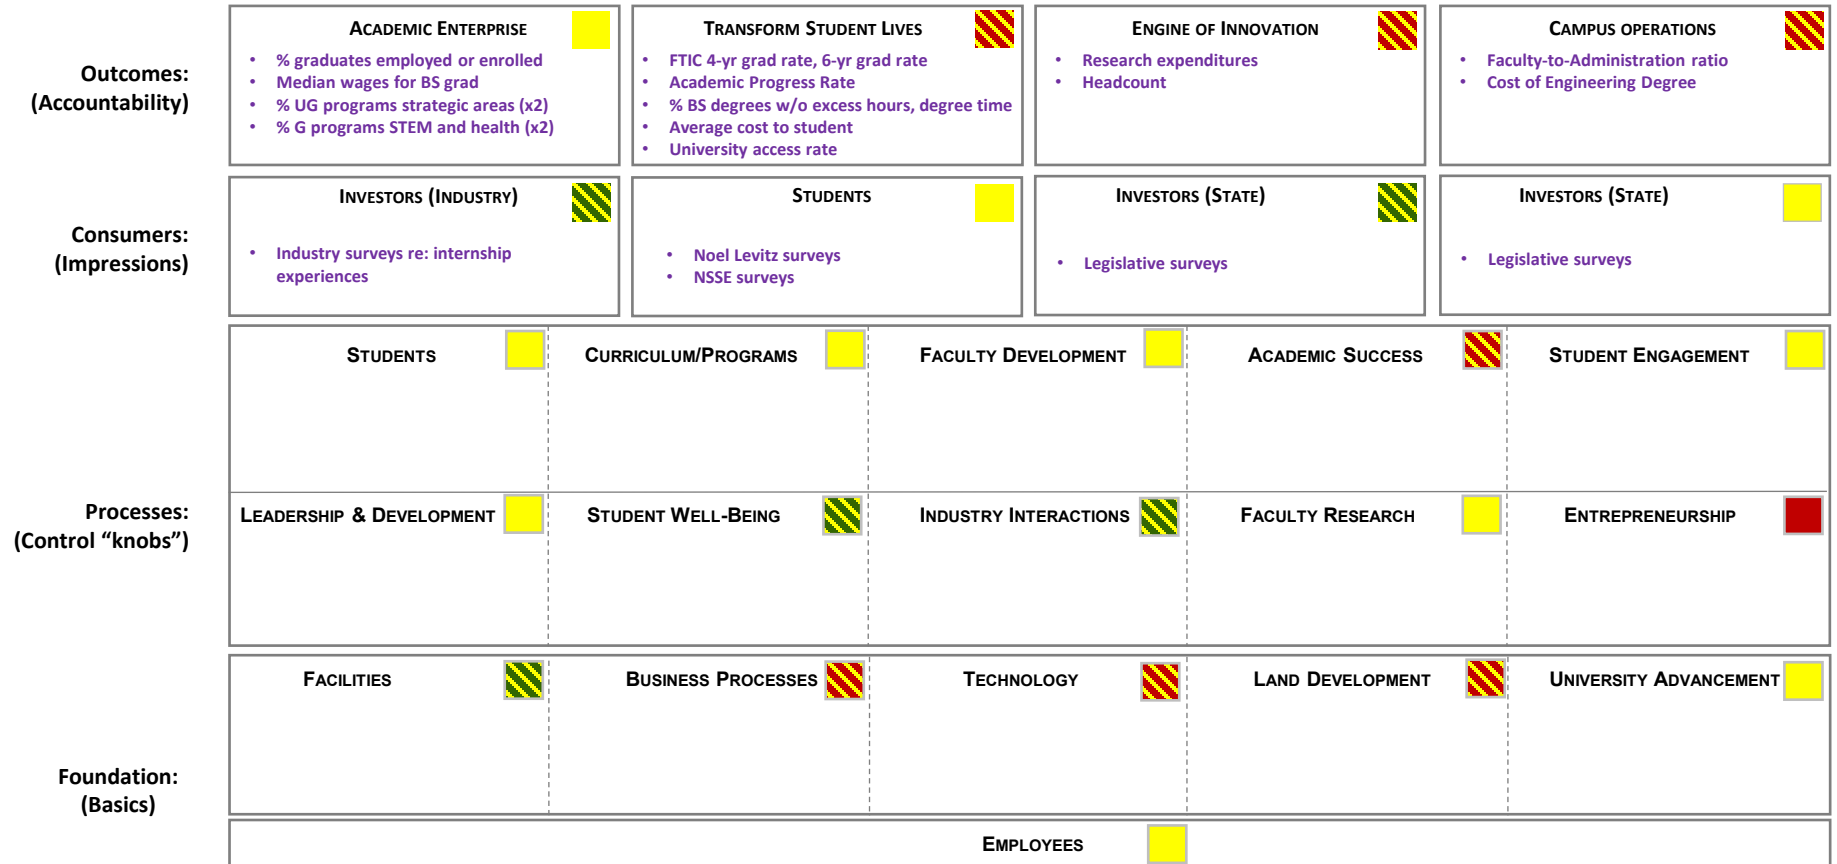 Outcomes:
(Accountability)
ACADEMIC ENTERPRISE
• % graduates employed or enrolled
• Median wages for BS grad
• % UG programs strategic areas (x2)
• % G programs STEM and health (x2)
TRANSFORM STUDENT LIVES
• FTIC 4-yr grad rate, 6-yr grad rate
• Academic Progress Rate
• % BS degrees w/o excess hours, degree time
• Average cost to student
• University access rate
ENGINE OF INNOVATION
• Research expenditures
• Headcount
CAMPUS OPERATIONS
• Faculty-to-Administration ratio
• Cost of Engineering Degree
Consumers:
(Impressions)
INVESTORS (INDUSTRY)
• Industry surveys re: internship
experiences
STUDENTS
• Noel Levitz surveys
• NSSE surveys
INVESTORS (STATE)
• Legislative surveys
INVESTORS (STATE)
• Legislative surveys
Processes:
(Control “knobs”)
STUDENTS
CURRICULUM/PROGRAMS
FACULTY DEVELOPMENT
ACADEMIC SUCCESS
STUDENT ENGAGEMENT
LEADERSHIP & DEVELOPMENT
STUDENT WELL-BEING
INDUSTRY INTERACTIONS
FACULTY RESEARCH
ENTREPRENEURSHIP
Foundation:
(Basics)
FACILITIES
BUSINESS PROCESSES
TECHNOLOGY
LAND DEVELOPMENT
UNIVERSITY ADVANCEMENT
EMPLOYEES